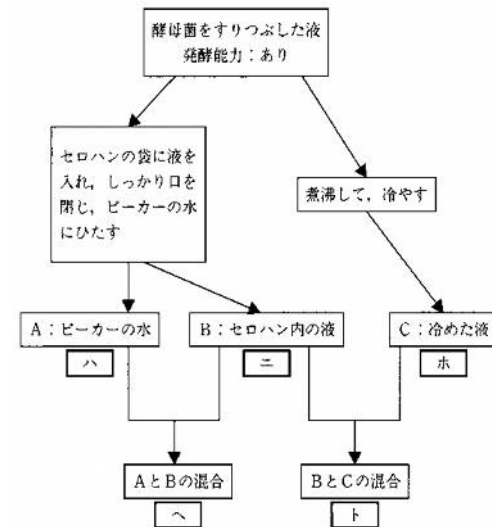 酵母菌をすりつぶした液
発酵能力：あり
セロハンの袋に液を
入れ，しっかり口を
閉じ，ビーカーの水
にひたす
煮沸して，冷やす
A：ビーカーの水
B：セロハン内の液
C：冷めた液
ハ
ニ
ホ
AとBの混合
BとCの混合
ヘ
ト